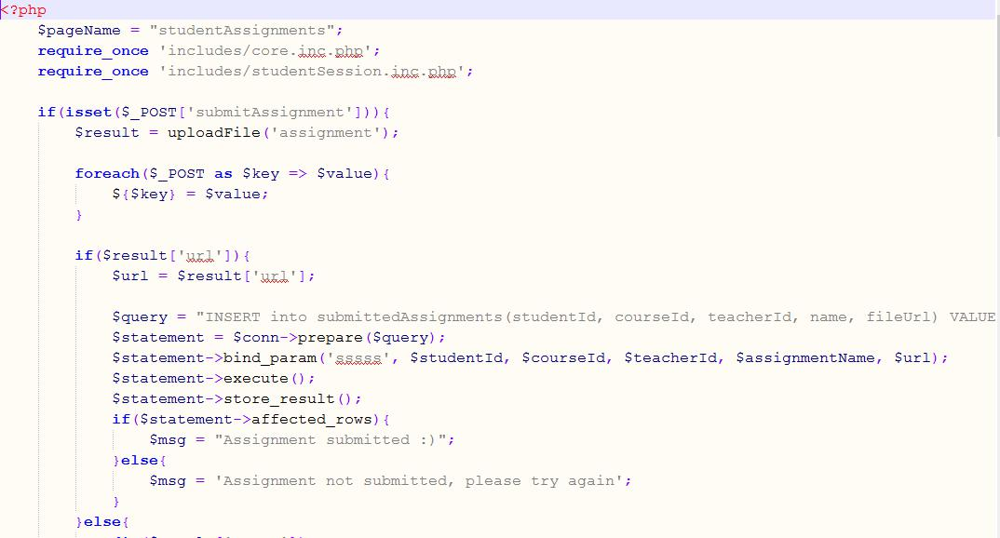 <?php
$pageName = "studentAssignments";
require_once 'includes/core.inc.php';
require_once 'includes/studentSession.inc.php';
if(isset($_POST['submitAssignment'])){
$result = uploadFile('assignment');
foreach($_POST as $key => $value){
${$key} = $value;
}
if($result['url']){
$url = $result['url'];
$query = "INSERT into submittedAssignments(studentId, courseId, teacherId, name, fileUrl) VALUE
$statement = $conn->prepare($query);
$statement->bind_param('sssss', $studentId, $courseId, $teacherId, $assignmentName, $url);
$statement->execute();
$statement->store_result();
if($statement->affected_rows){
$msg = "Assignment submitted :)";
}else{
$msg = 'Assignment not submitted, please try again';
}
}else{